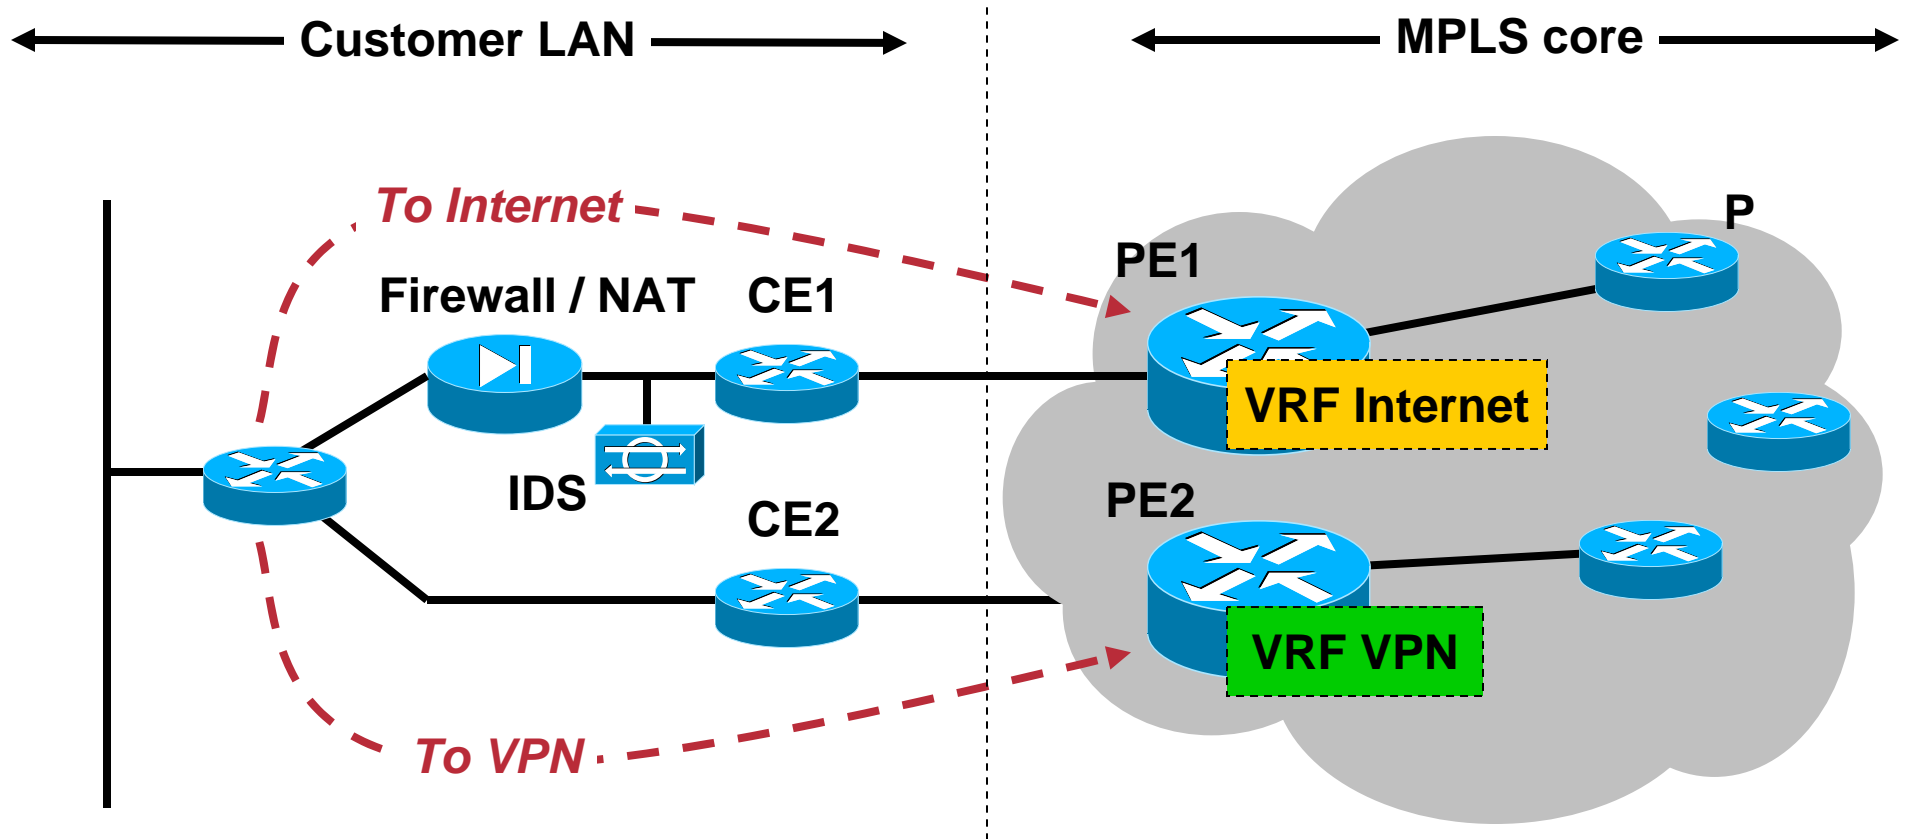 Customer LAN
MPLS core
To Internet
P
PE1
Firewall / NAT
CE1
VRF Internet
IDS
PE2
CE2
VRF VPN
To VPN